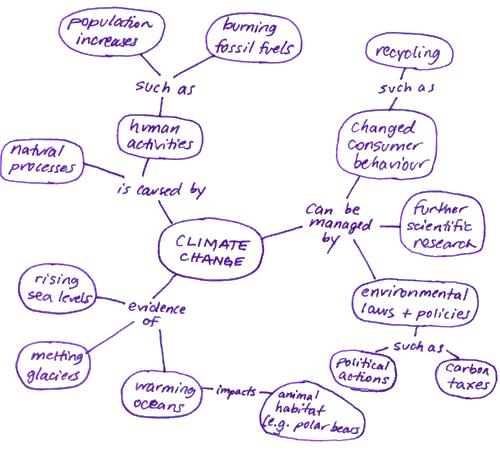 population
increases
burning
fossil fuels
such as
human
activities
natural
processes
is caused by
CLIMATE
CHANGE
recycling
such as
changed
consumer
behaviour
can be
managed
by
further
scientific
research
environmental
laws + policies
such as
political
actions
carbon
taxes
evidence
of
rising
sea levels
melting
glaciers
warming
oceans
impacts
animal
habitat
(e.g. polar bears